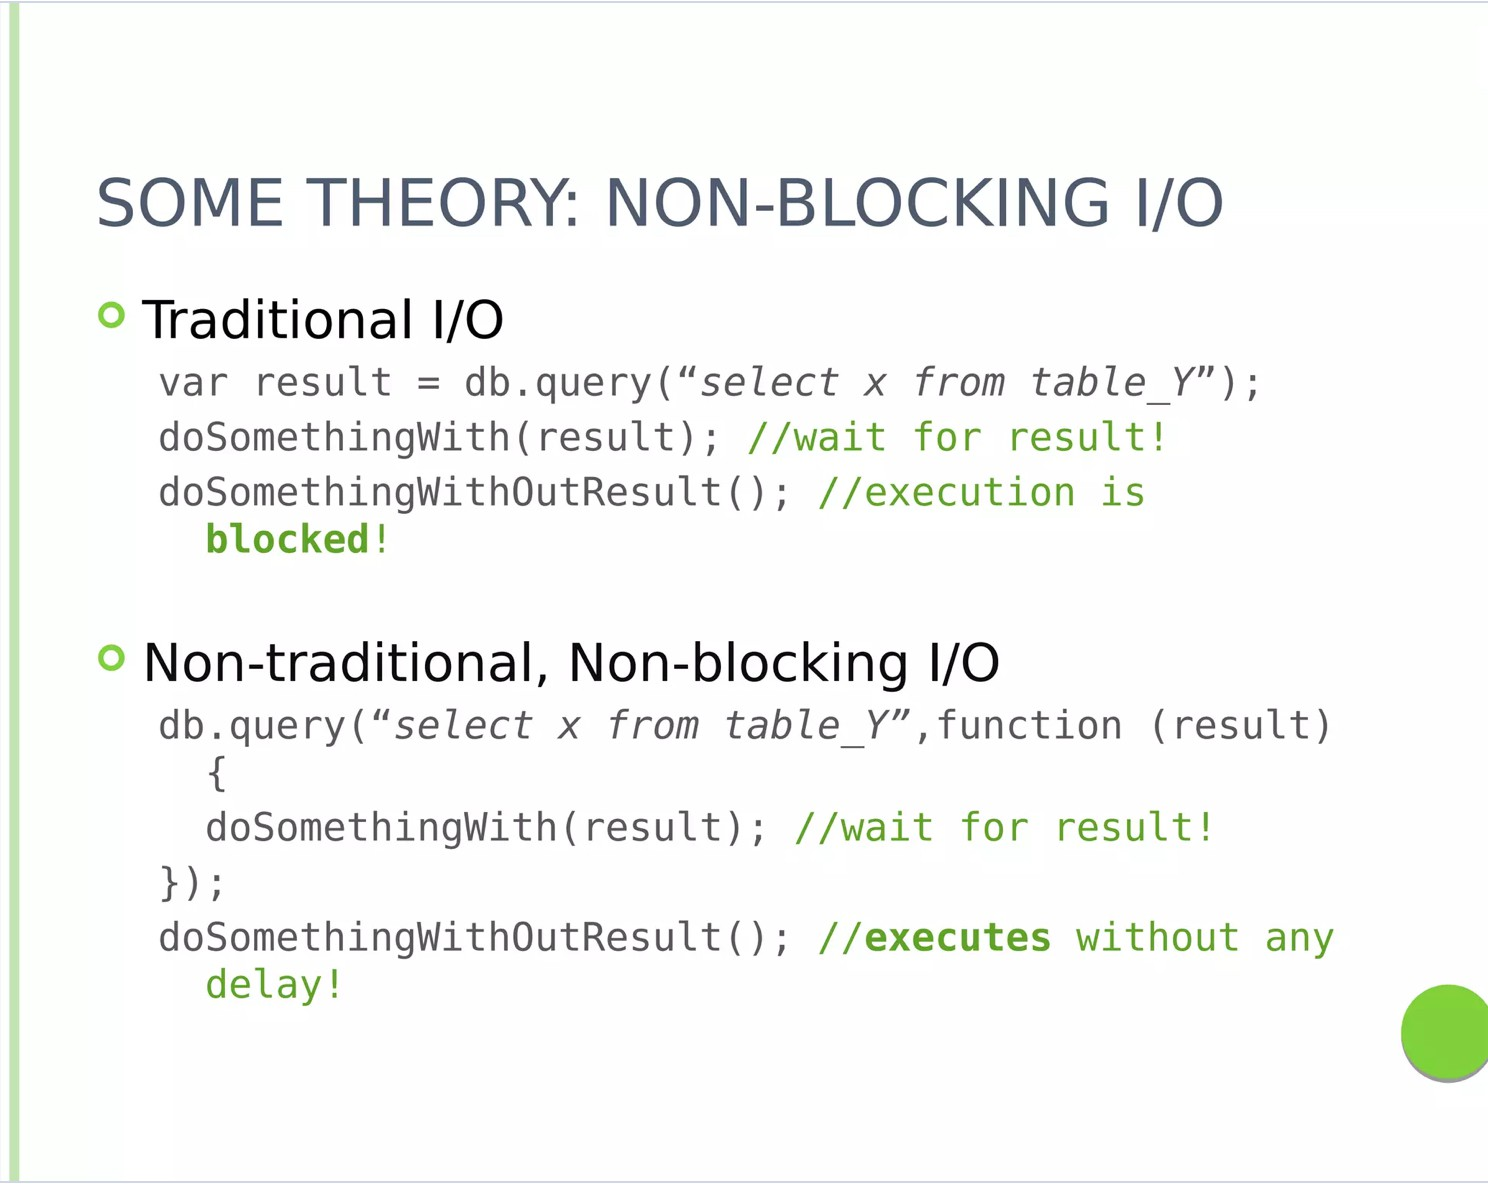 SOME THEORY: NON-BLOCKING I/O
Traditional I/O
var result = db.query(“select x from table_Y”);
doSomethingWith(result); //wait for result!
doSomethingWithOutResult(); //execution is
blocked!
Non-traditional, Non-blocking I/O
db.query(“select x from table_Y”,function (result)
{
doSomethingWith(result); //wait for result!
});
doSomethingWithOutResult(); //executes without any
delay!